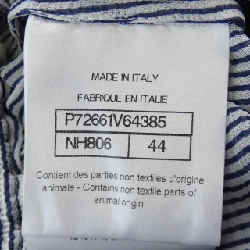 MADE IN ITALY
FABRIQUE EN ITALIE
P72661V64385
NH806 44
Contient des parties non textiles d'origine
animale - Contains non textile parts of
animal origin